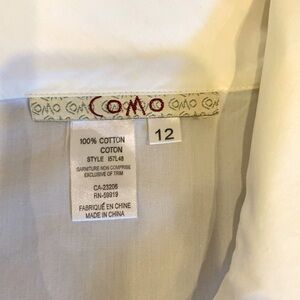 COMO
12
100% COTTON
COTON
STYLE I57L48
GARNITURE NON COMPRISE
EXCLUSIVE OF TRIM
CA-23206
RN-59919
FABRIQUÉ EN CHINE
MADE IN CHINA